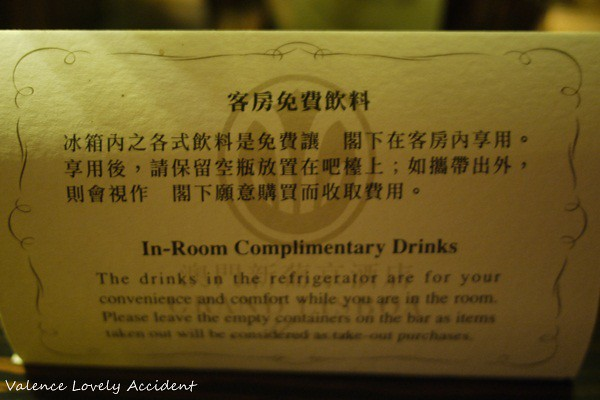 客房免費飲料
冰箱內之各式飲料是免費讓　閣下在客房內享用。
享用後，請保留空瓶放置在吧檯上；如攜帶出外，
則會視作　閣下願意購買而收取費用。
In-Room Complimentary Drinks
The drinks in the refrigerator are for your
convenience and comfort while you are in the room.
Please leave the empty containers on the bar as items
taken out will be considered as take-out purchases.
Valence Lovely Accident